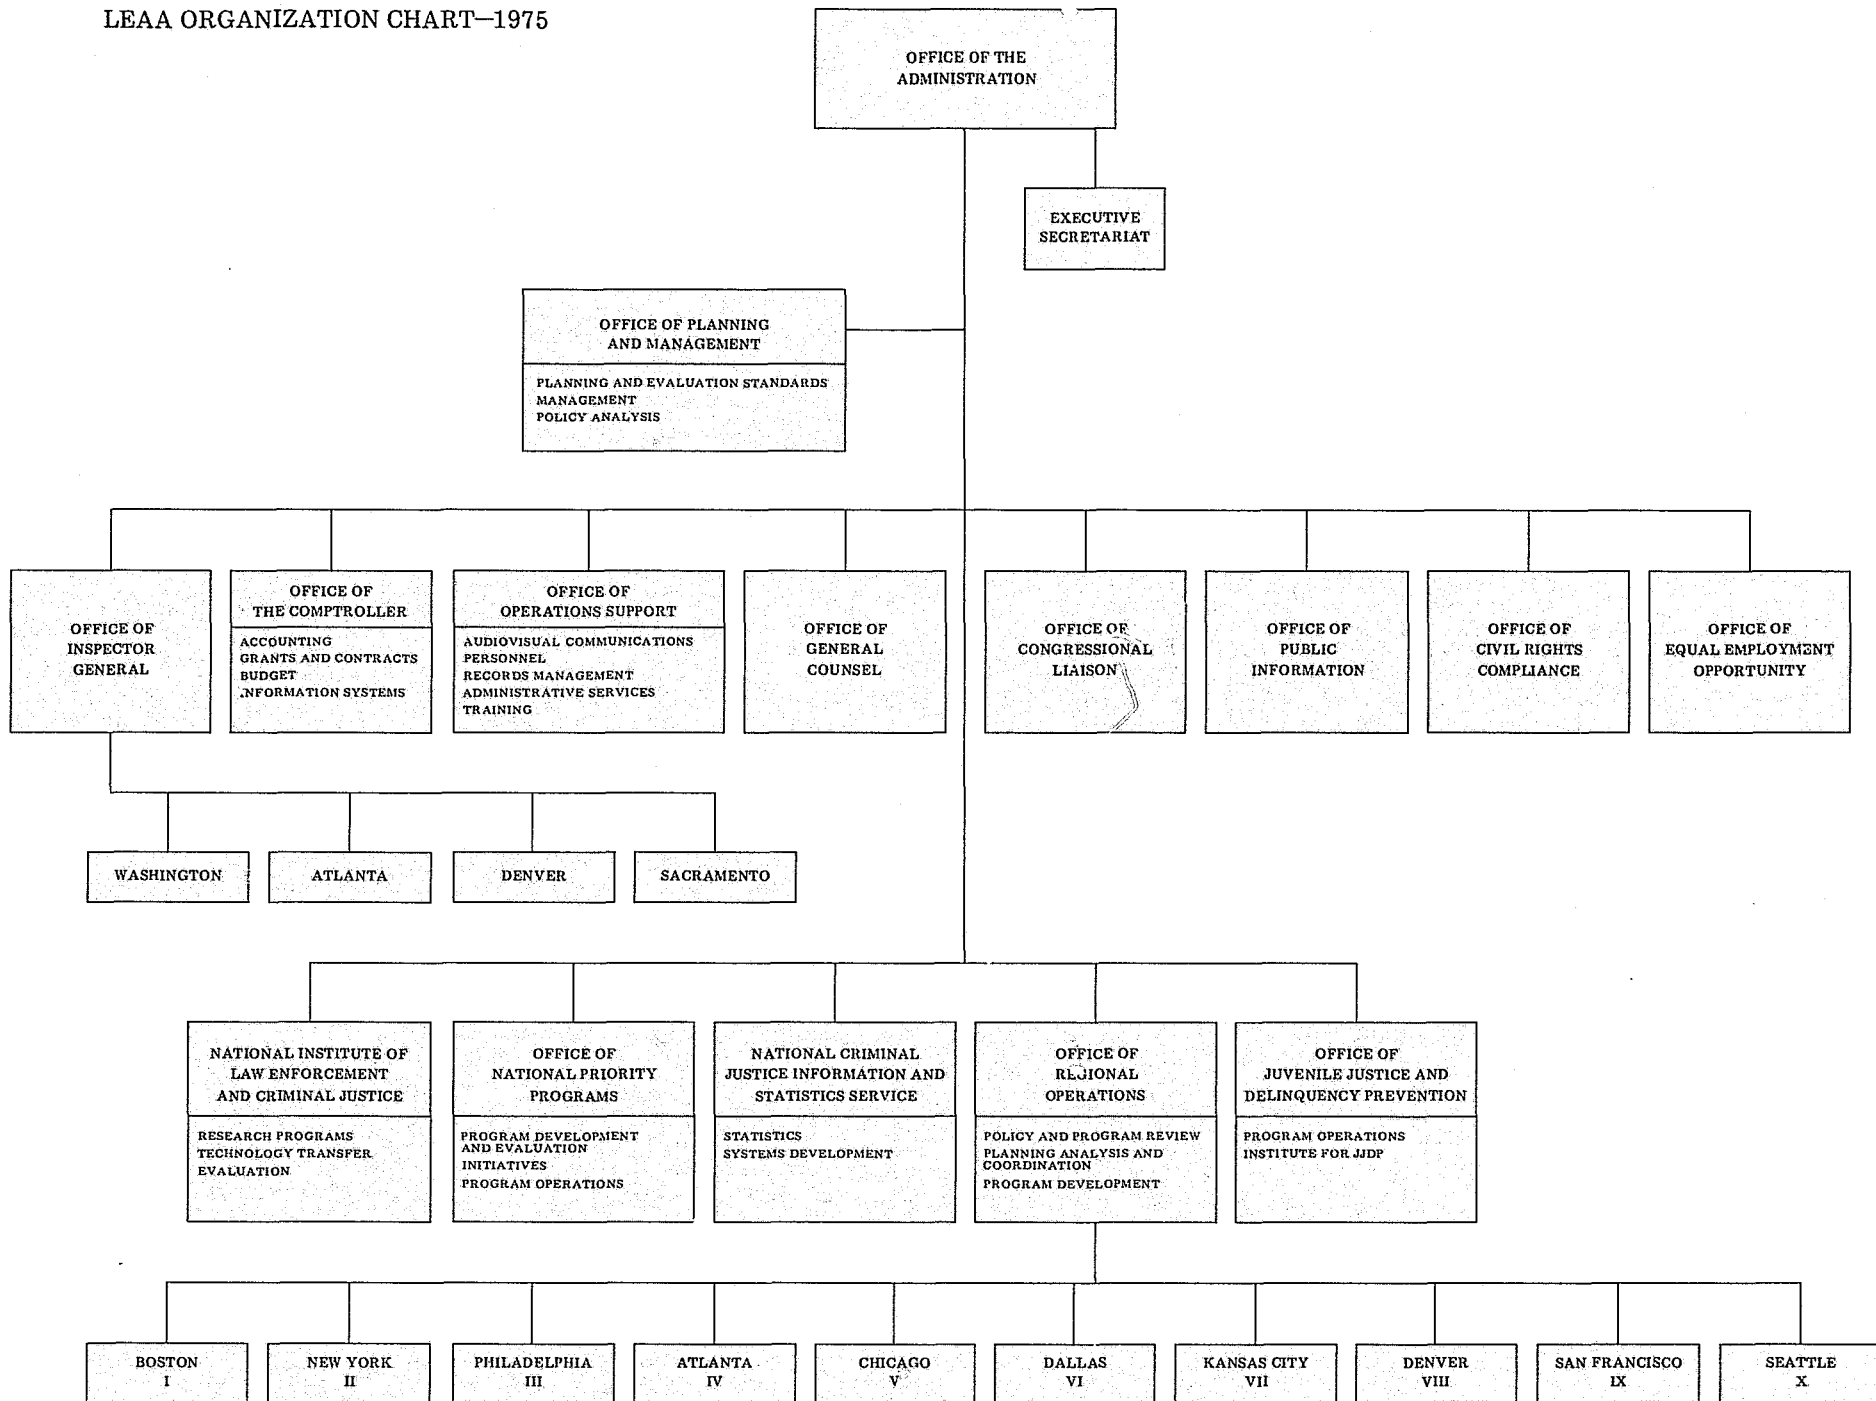 LEAA ORGANIZATION CHART—1975
OFFICE OF THE
ADMINISTRATION
EXECUTIVE
SECRETARIAT
OFFICE OF PLANNING
AND MANAGEMENT
PLANNING AND EVALUATION STANDARDS
MANAGEMENT
POLICY ANALYSIS
OFFICE OF
INSPECTOR
GENERAL
OFFICE OF
THE COMPTROLLER
ACCOUNTING
GRANTS AND CONTRACTS
BUDGET
INFORMATION SYSTEMS
OFFICE OF
OPERATIONS SUPPORT
AUDIOVISUAL COMMUNICATIONS
PERSONNEL
RECORDS MANAGEMENT
ADMINISTRATIVE SERVICES
TRAINING
OFFICE OF
GENERAL
COUNSEL
OFFICE OF
CONGRESSIONAL
LIAISON
OFFICE OF
PUBLIC
INFORMATION
OFFICE OF
CIVIL RIGHTS
COMPLIANCE
OFFICE OF
EQUAL EMPLOYMENT
OPPORTUNITY
WASHINGTON
ATLANTA
DENVER
SACRAMENTO
NATIONAL INSTITUTE OF
LAW ENFORCEMENT
AND CRIMINAL JUSTICE
RESEARCH PROGRAMS
TECHNOLOGY TRANSFER
EVALUATION
OFFICE OF
NATIONAL PRIORITY
PROGRAMS
PROGRAM DEVELOPMENT
AND EVALUATION
INITIATIVES
PROGRAM OPERATIONS
NATIONAL CRIMINAL
JUSTICE INFORMATION AND
STATISTICS SERVICE
STATISTICS
SYSTEMS DEVELOPMENT
OFFICE OF
REGIONAL
OPERATIONS
POLICY AND PROGRAM REVIEW
PLANNING ANALYSIS AND
COORDINATION
PROGRAM DEVELOPMENT
OFFICE OF
JUVENILE JUSTICE AND
DELINQUENCY PREVENTION
PROGRAM OPERATIONS
INSTITUTE FOR JJDP
BOSTON
I
NEW YORK
II
PHILADELPHIA
III
ATLANTA
IV
CHICAGO
V
DALLAS
VI
KANSAS CITY
VII
DENVER
VIII
SAN FRANCISCO
IX
SEATTLE
X